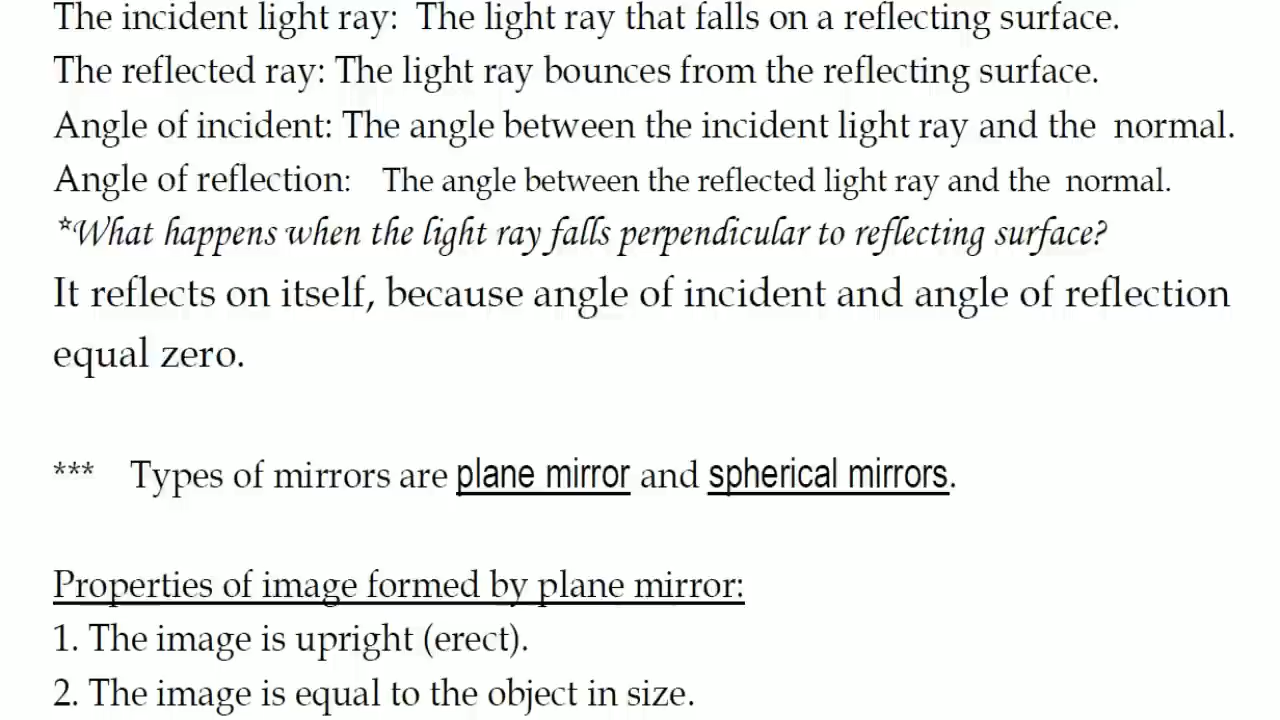 The incident light ray: The light ray that falls on a reflecting surface.
The reflected ray: The light ray bounces from the reflecting surface.
Angle of incident: The angle between the incident light ray and the normal.
Angle of reflection: The angle between the reflected light ray and the normal.
*What happens when the light ray falls perpendicular to reflecting surface?
It reflects on itself, because angle of incident and angle of reflection
equal zero.
*** Types of mirrors are plane mirror and spherical mirrors.
Properties of image formed by plane mirror:
1. The image is upright (erect).
2. The image is equal to the object in size.